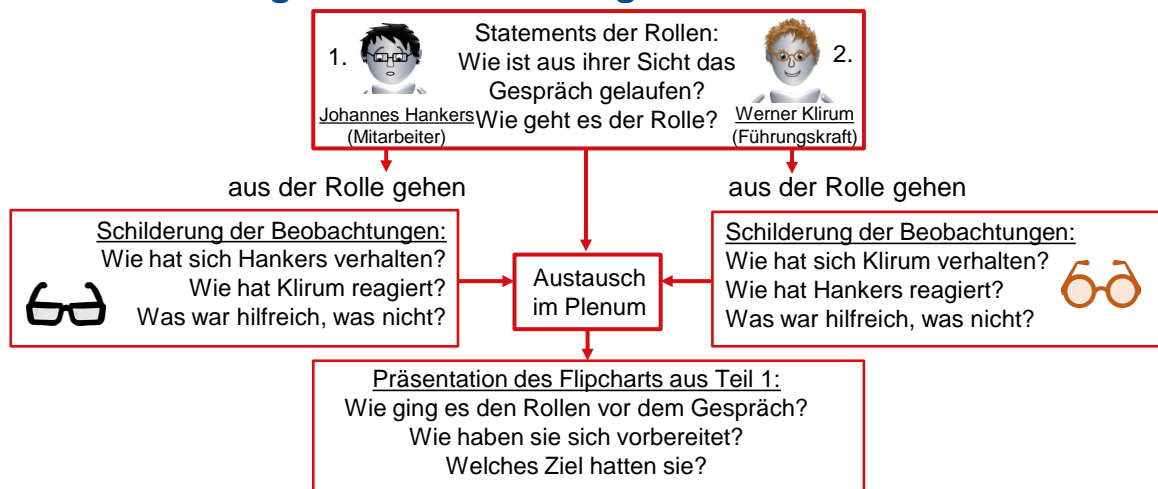 1.
Statements der Rollen:
Wie ist aus ihrer Sicht das
Gespräch gelaufen?
Wie geht es der Rolle?
2.
Johannes Hankers
(Mitarbeiter)
Werner Klirum
(Führungskraft)
aus der Rolle gehen
aus der Rolle gehen
Schilderung der Beobachtungen:
Wie hat sich Hankers verhalten?
Wie hat Klirum reagiert?
Was war hilfreich, was nicht?
Austausch
im Plenum
Schilderung der Beobachtungen:
Wie hat sich Klirum verhalten?
Wie hat Hankers reagiert?
Was war hilfreich, was nicht?
Präsentation des Flipcharts aus Teil 1:
Wie ging es den Rollen vor dem Gespräch?
Wie haben sie sich vorbereitet?
Welches Ziel hatten sie?